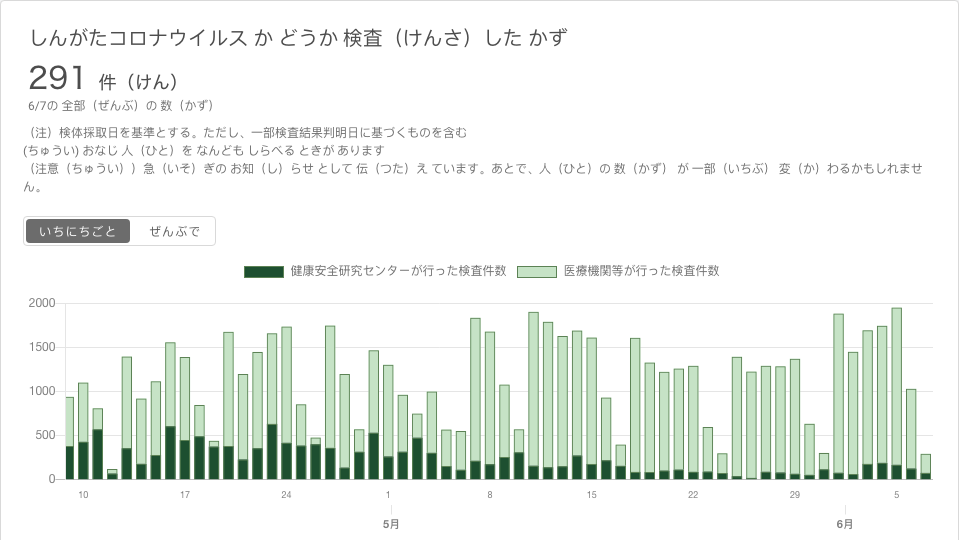 しんがたコロナウイルス か どうか 検査（けんさ）した かず
291 件（けん）
6/7の 全部（ぜんぶ）の 数（かず）
（注）検体採取日を基準とする。ただし、一部検査結果判明日に基づくものを含む
(ちゅうい) おなじ 人（ひと）を なんども しらべる ときが あります
（注意（ちゅうい））急（いそ）ぎの お知（し）らせ として 伝（つた）え ています。あとで、人（ひと）の 数（かず） が 一部（いちぶ） 変（か）わるかもしれませ
ん。
いちにちごと ぜんぶで
健康安全研究センターが行った検査件数 医療機関等が行った検査件数
2000
1500
1000
500
0
10 17 24 1 8 15 22 29 5
5月 6月